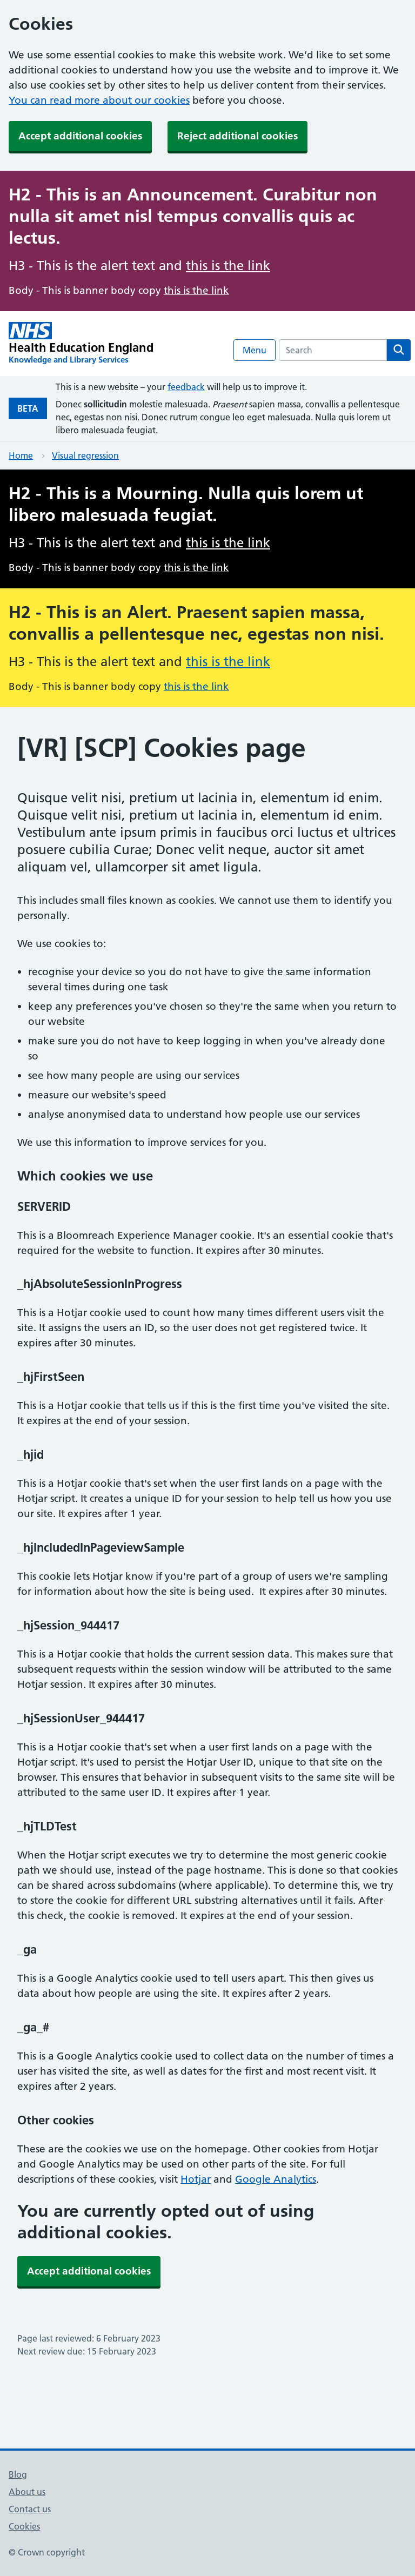 Cookies
We use some essential cookies to make this website work. We’d like to set some
additional cookies to understand how you use the website and to improve it. We
also use cookies set by other sites to help us deliver content from their services.
You can read more about our cookies before you choose.
Accept additional cookies
Reject additional cookies
H2 - This is an Announcement. Curabitur non
nulla sit amet nisl tempus convallis quis ac
lectus.
H3 - This is the alert text and this is the link
Body - This is banner body copy this is the link
NHS
Health Education England
Knowledge and Library Services
Menu
Search
This is a new website – your feedback will help us to improve it.
BETA
Donec sollicitudin molestie malesuada. Praesent sapien massa, convallis a pellentesque
nec, egestas non nisi. Donec rutrum congue leo eget malesuada. Nulla quis lorem ut
libero malesuada feugiat.
Home
Visual regression
H2 - This is a Mourning. Nulla quis lorem ut
libero malesuada feugiat.
H3 - This is the alert text and this is the link
Body - This is banner body copy this is the link
H2 - This is an Alert. Praesent sapien massa,
convallis a pellentesque nec, egestas non nisi.
H3 - This is the alert text and this is the link
Body - This is banner body copy this is the link
[VR] [SCP] Cookies page
Quisque velit nisi, pretium ut lacinia in, elementum id enim.
Quisque velit nisi, pretium ut lacinia in, elementum id enim.
Vestibulum ante ipsum primis in faucibus orci luctus et ultrices
posuere cubilia Curae; Donec velit neque, auctor sit amet
aliquam vel, ullamcorper sit amet ligula.
This includes small files known as cookies. We cannot use them to identify you
personally.
We use cookies to:
• recognise your device so you do not have to give the same information
several times during one task
• keep any preferences you've chosen so they're the same when you return to
our website
• make sure you do not have to keep logging in when you've already done
so
• see how many people are using our services
• measure our website's speed
• analyse anonymised data to understand how people use our services
We use this information to improve services for you.
Which cookies we use
SERVERID
This is a Bloomreach Experience Manager cookie. It's an essential cookie that's
required for the website to function. It expires after 30 minutes.
_hjAbsoluteSessionInProgress
This is a Hotjar cookie used to count how many times different users visit the
site. It assigns the users an ID, so the user does not get registered twice. It
expires after 30 minutes.
_hjFirstSeen
This is a Hotjar cookie that tells us if this is the first time you've visited the site.
It expires at the end of your session.
_hjid
This is a Hotjar cookie that's set when the user first lands on a page with the
Hotjar script. It creates a unique ID for your session to help tell us how you use
our site. It expires after 1 year.
_hjIncludedInPageviewSample
This cookie lets Hotjar know if you're part of a group of users we're sampling
for information about how the site is being used.  It expires after 30 minutes.
_hjSession_944417
This is a Hotjar cookie that holds the current session data. This makes sure that
subsequent requests within the session window will be attributed to the same
Hotjar session. It expires after 30 minutes.
_hjSessionUser_944417
This is a Hotjar cookie that's set when a user first lands on a page with the
Hotjar script. It's used to persist the Hotjar User ID, unique to that site on the
browser. This ensures that behavior in subsequent visits to the same site will be
attributed to the same user ID. It expires after 1 year.
_hjTLDTest
When the Hotjar script executes we try to determine the most generic cookie
path we should use, instead of the page hostname. This is done so that cookies
can be shared across subdomains (where applicable). To determine this, we try
to store the cookie for different URL substring alternatives until it fails. After
this check, the cookie is removed. It expires at the end of your session.
_ga
This is a Google Analytics cookie used to tell users apart. This then gives us
data about how people are using the site. It expires after 2 years.
_ga_#
This is a Google Analytics cookie used to collect data on the number of times a
user has visited the site, as well as dates for the first and most recent visit. It
expires after 2 years.
Other cookies
These are the cookies we use on the homepage. Other cookies from Hotjar
and Google Analytics may be used on other parts of the site. For full
descriptions of these cookies, visit Hotjar and Google Analytics.
You are currently opted out of using
additional cookies.
Accept additional cookies
Page last reviewed: 6 February 2023
Next review due: 15 February 2023
Blog
About us
Contact us
Cookies
© Crown copyright